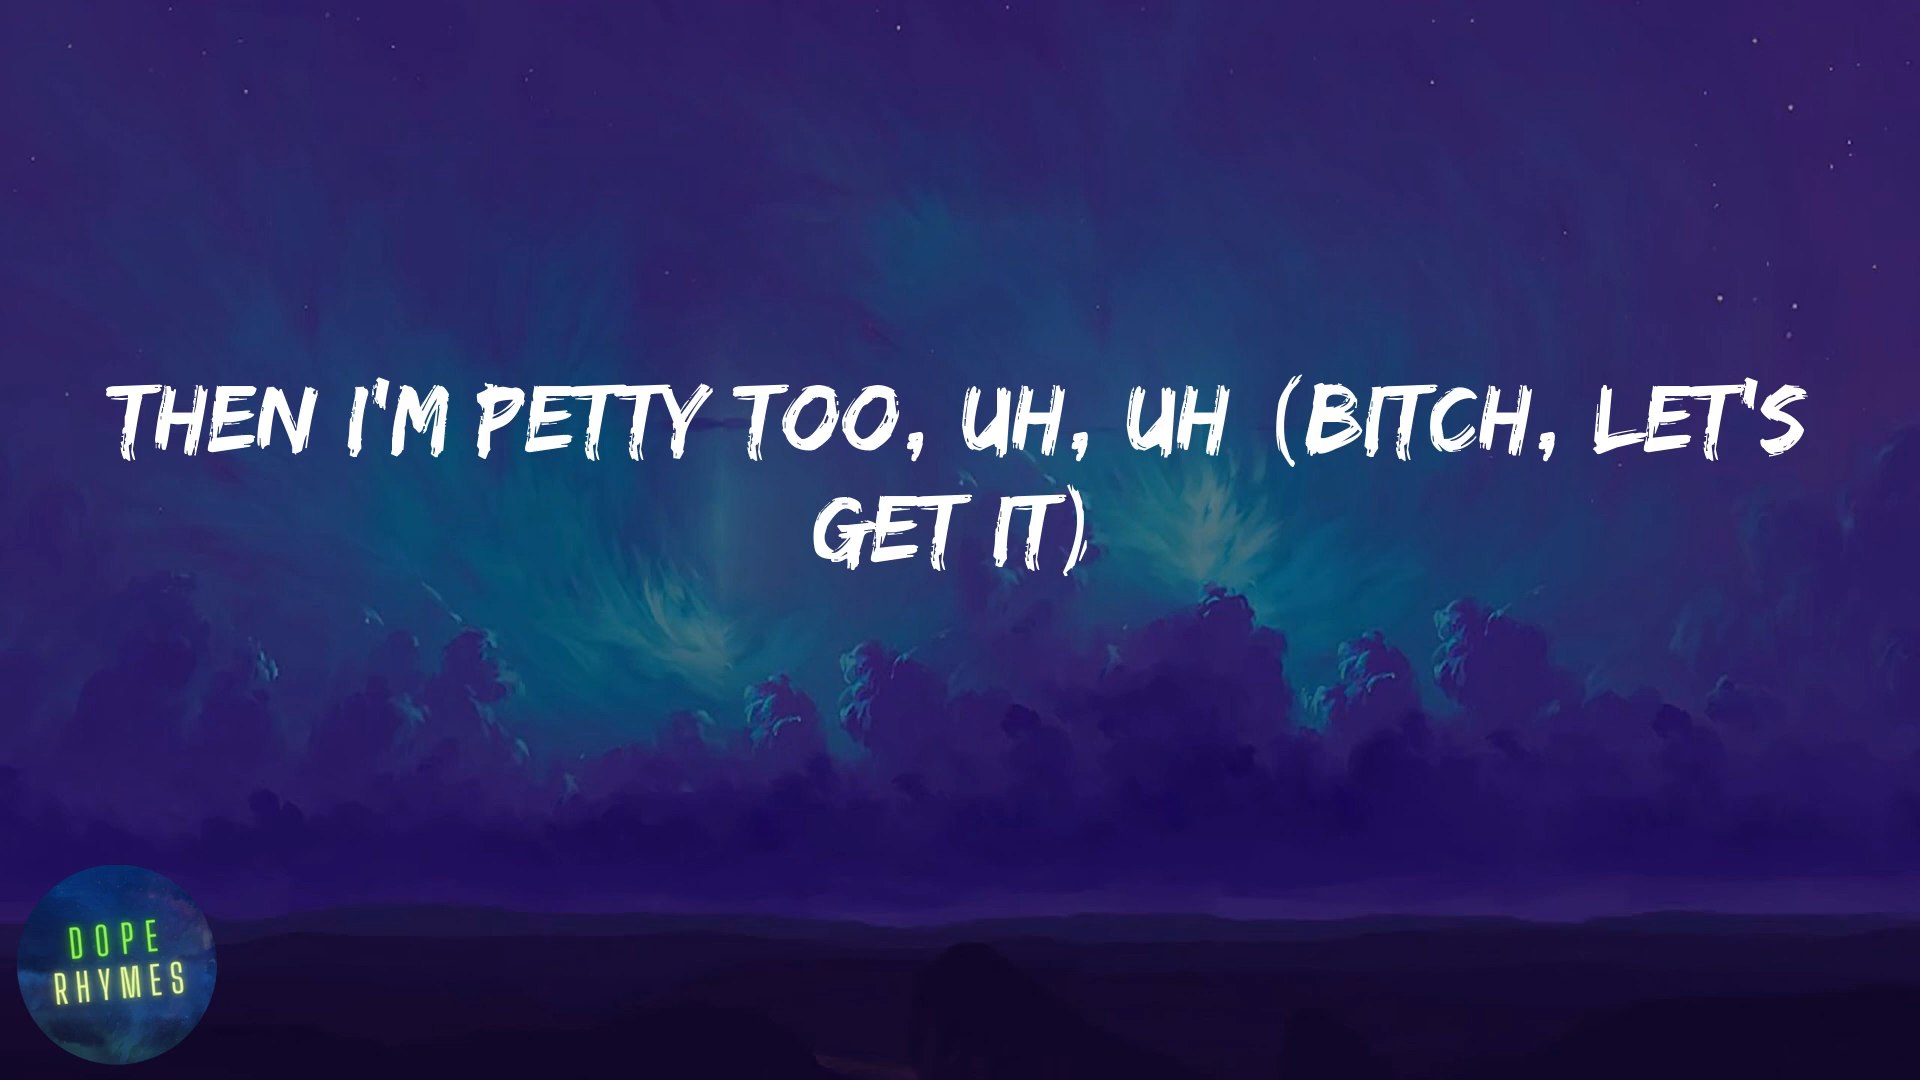 THEN I'M PETTY TOO, UH, UH (BITCH, LET'S
GET IT)
DOPE
RHYMES